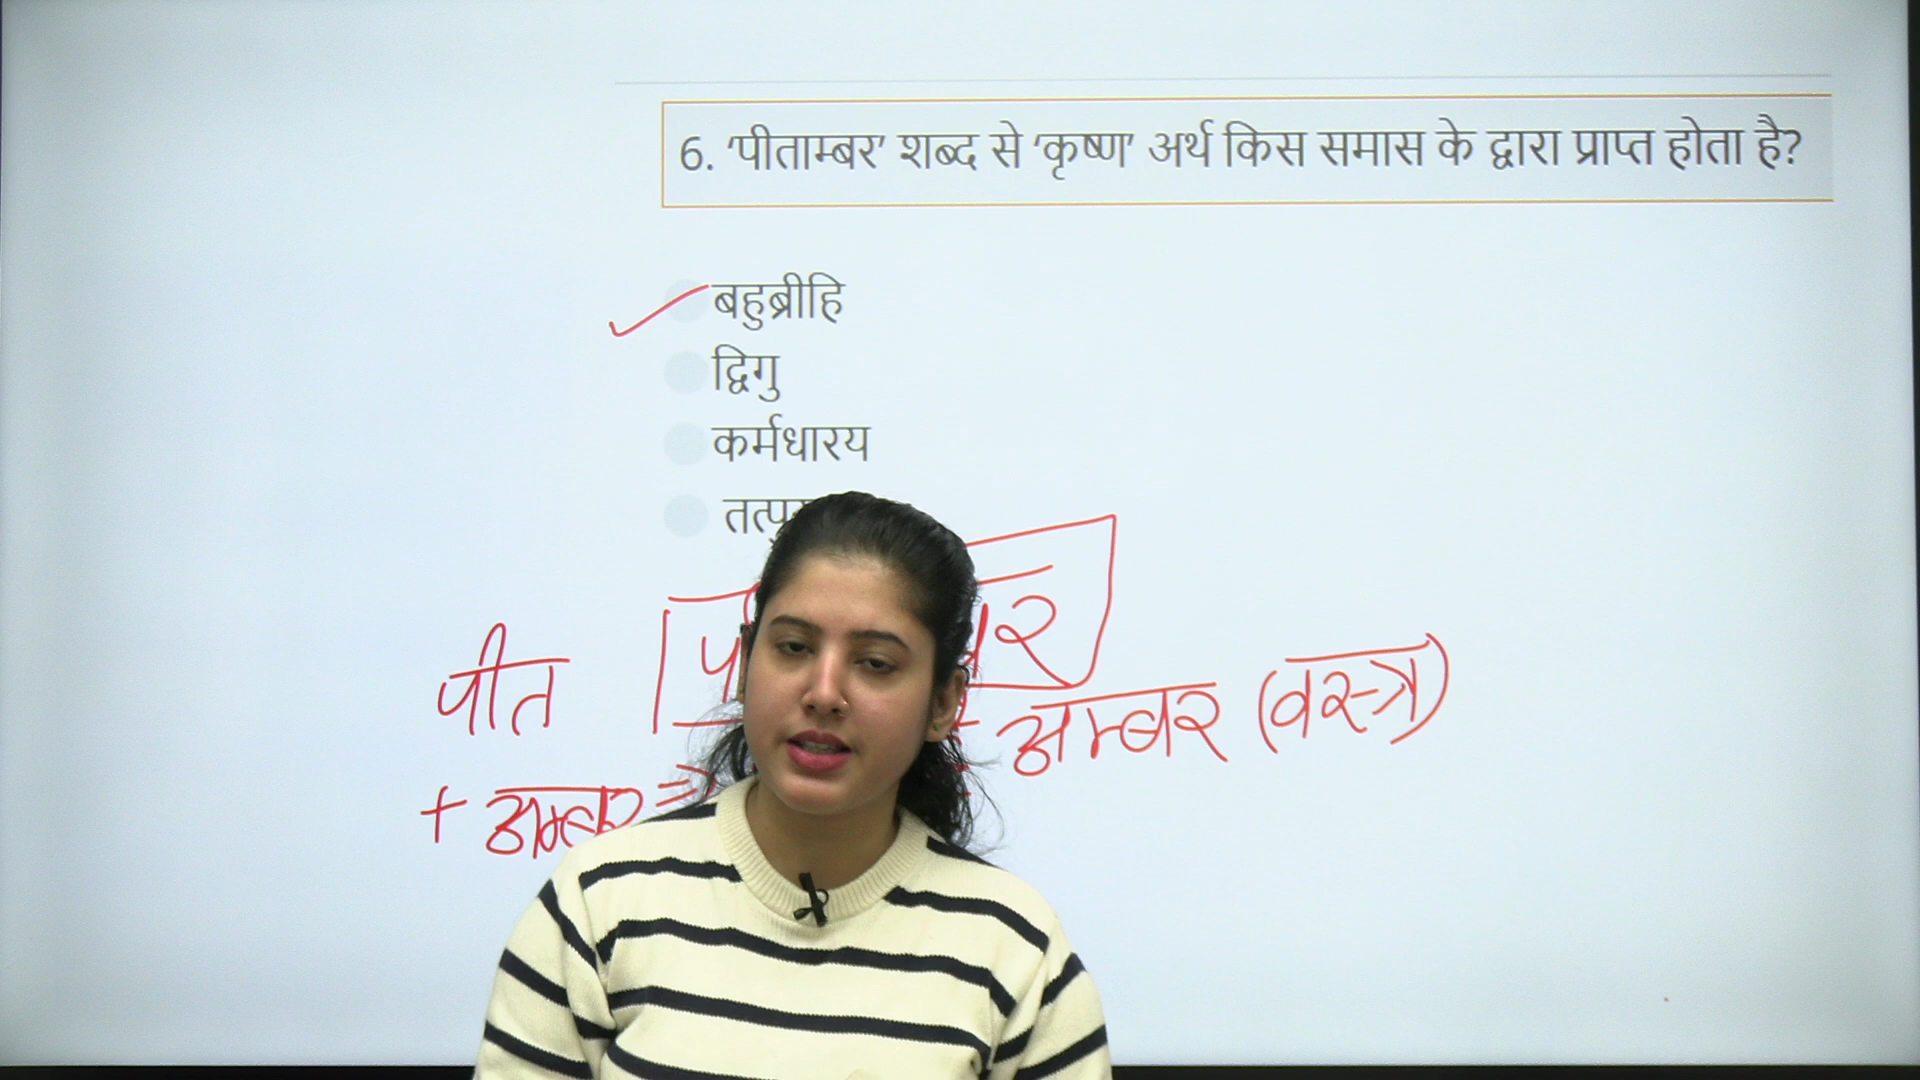 6. ‘पीताम्बर’ शब्द से ‘कृष्ण’ अर्थ किस समास के द्वारा प्राप्त होता है?
बहुब्रीहि
द्विगु
कर्मधारय
पीत
अम्बर (वस्त्र)
+ अम्बर =